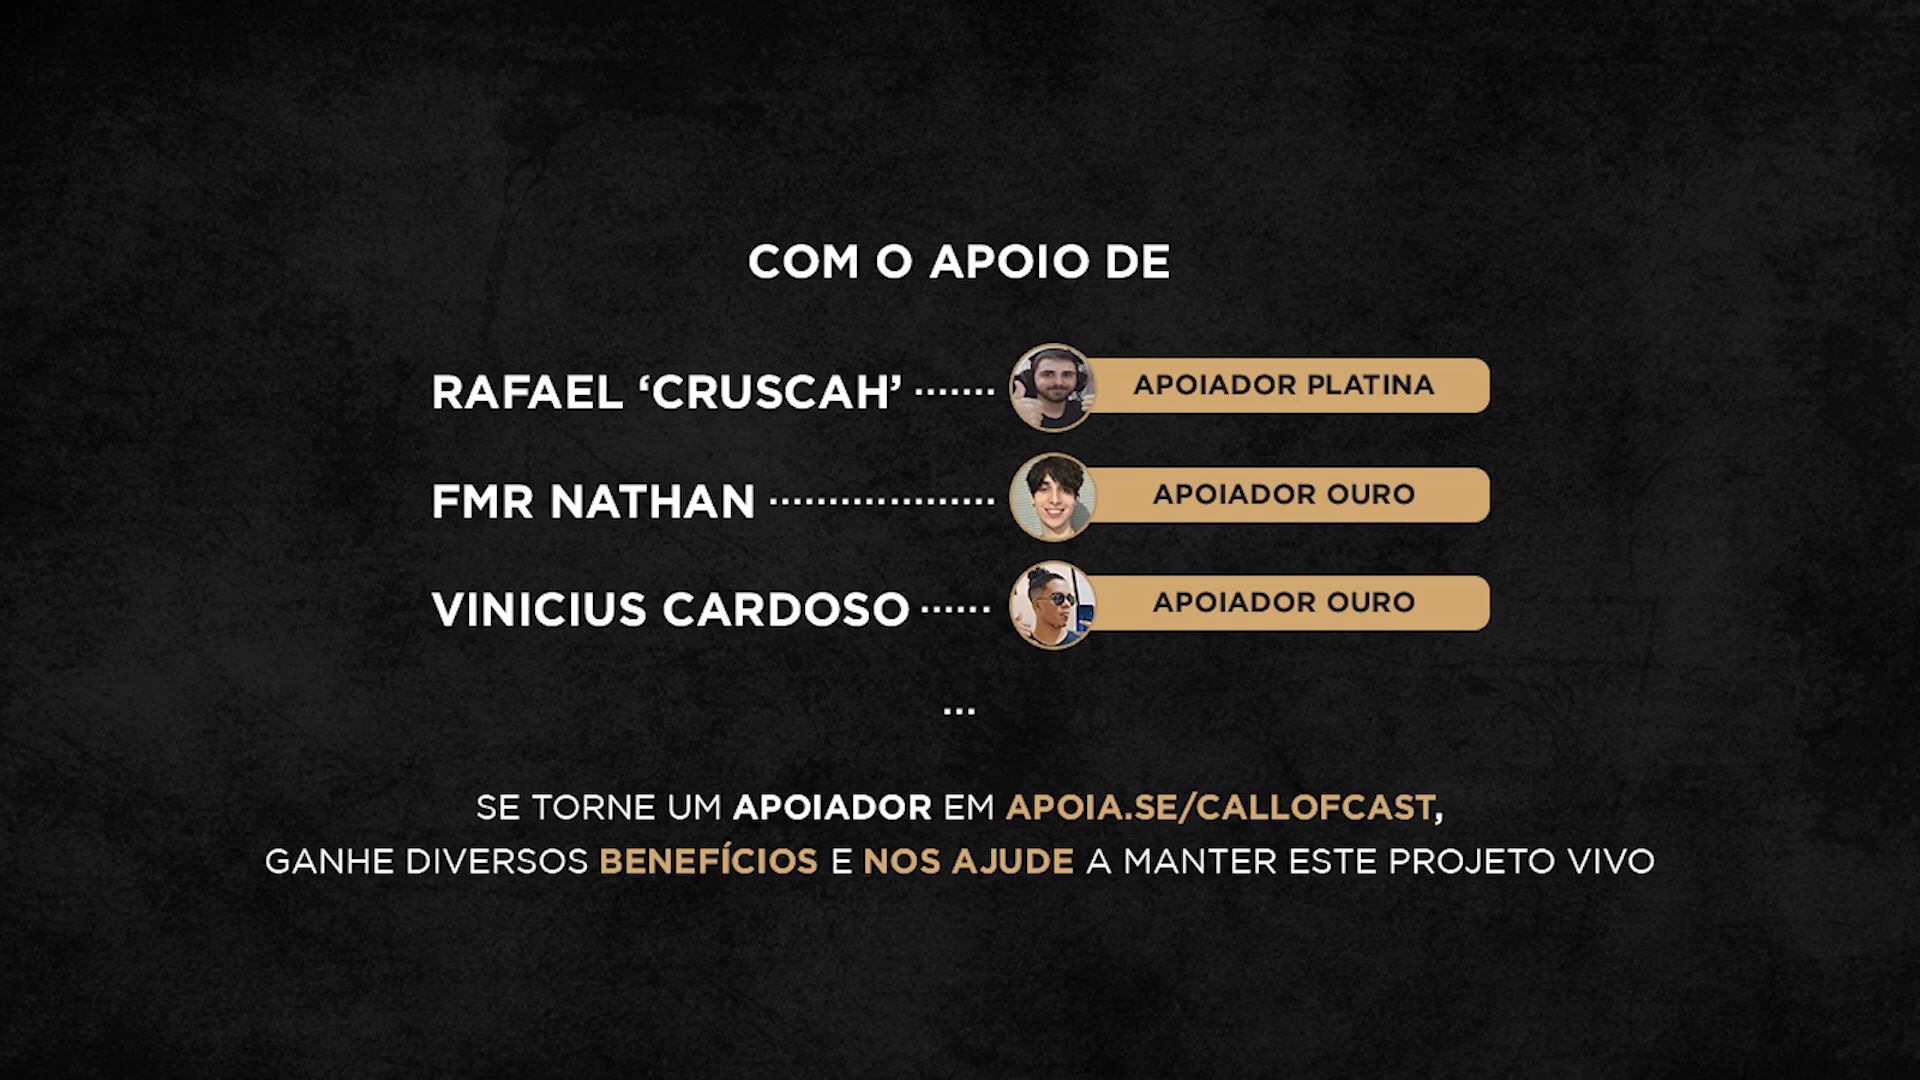 COM O APOIO DE
RAFAEL ‘CRUSCAH’ ....... APOIADOR PLATINA
FMR NATHAN ................... APOIADOR OURO
VINICIUS CARDOSO ...... APOIADOR OURO
...
SE TORNE UM APOIADOR EM APOIA.SE/CALLOFCAST,
GANHE DIVERSOS BENEFÍCIOS E NOS AJUDE A MANTER ESTE PROJETO VIVO